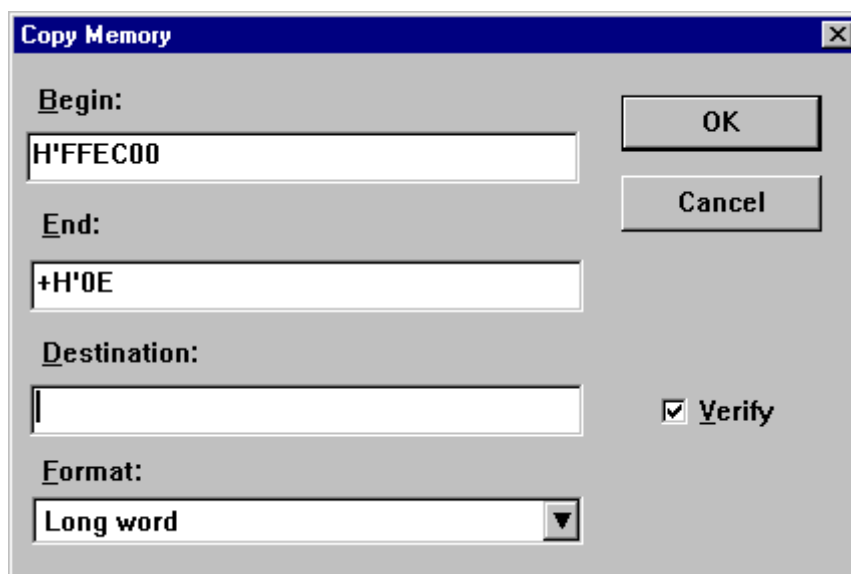 Copy Memory
Begin:
H'FFEC00
OK
Cancel
End:
+H'0E
Destination:
Verify
Format:
Long word